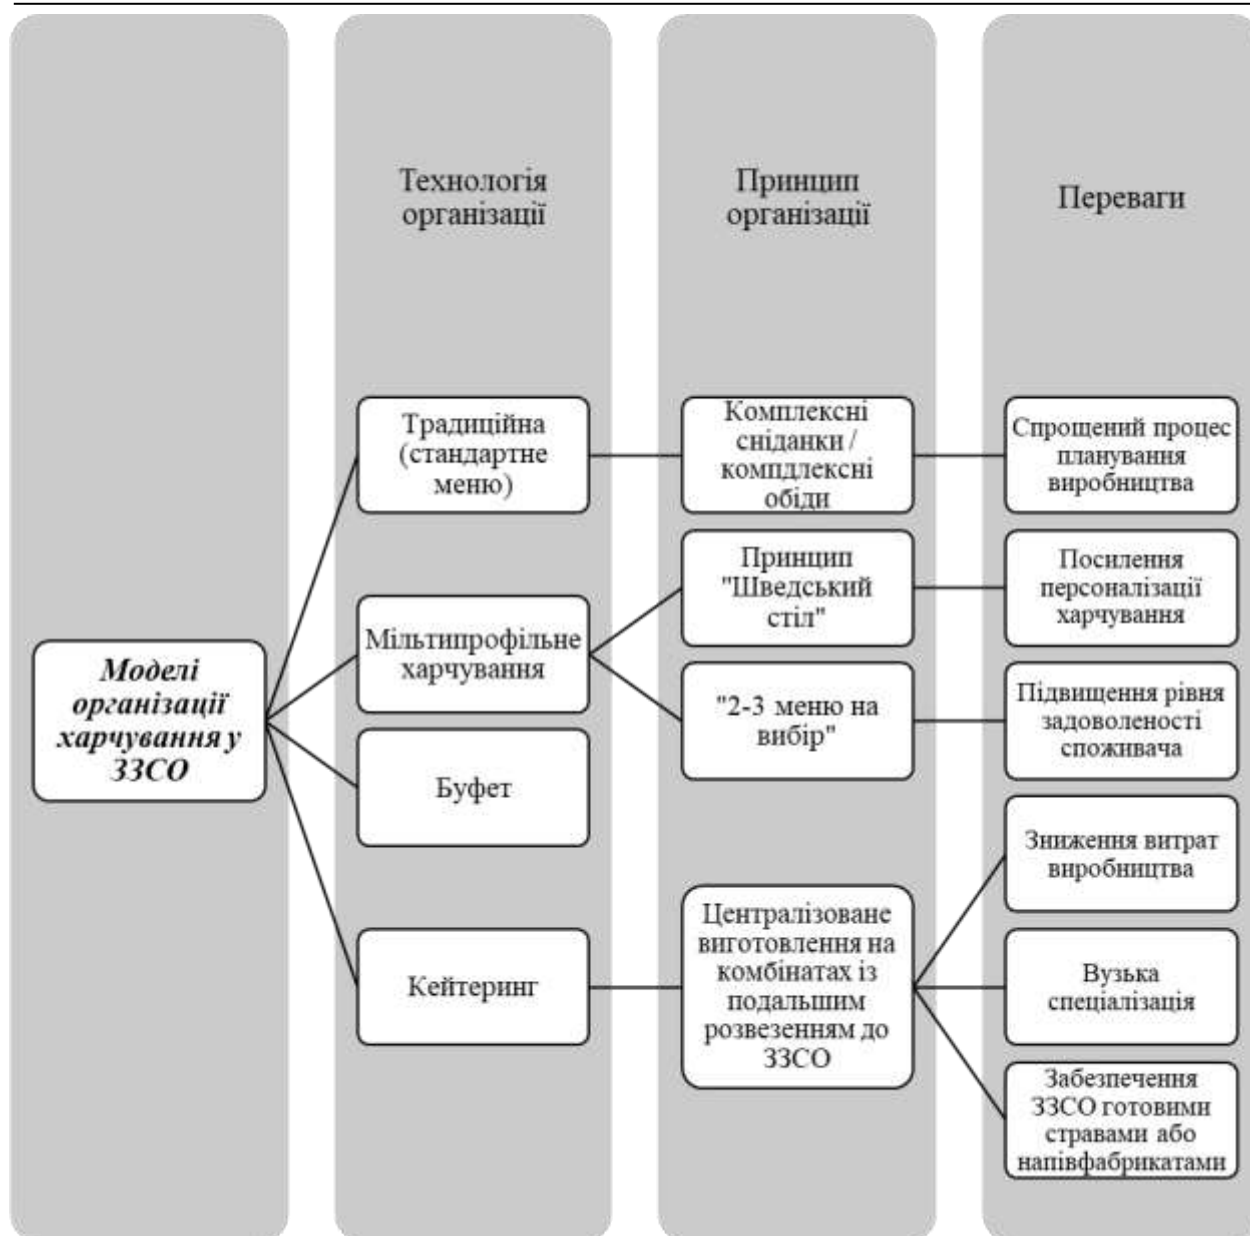 Технологія
організації
Принцип
організації
Переваги
Моделі
організації
харчування у
ЗЗСО
Традиційна
(стандартне
меню)
Мільтипрофільне
харчування
Буфет
Кейтеринг
Комплексні
сніданки /
компдлексні
обіди
Принцип
"Шведський
стіл"
"2-3 меню на
вибір"
Централізоване
виготовлення на
комбінатах із
подальшим
розвезенням до
ЗЗСО
Спрощений процес
планування
виробництва
Посилення
персоналізації
харчування
Підвищення рівня
задоволеності
споживача
Зниження витрат
виробництва
Вузька
спеціалізація
Забезпечення
ЗЗСО готовими
стравами або
напівфабрикатами